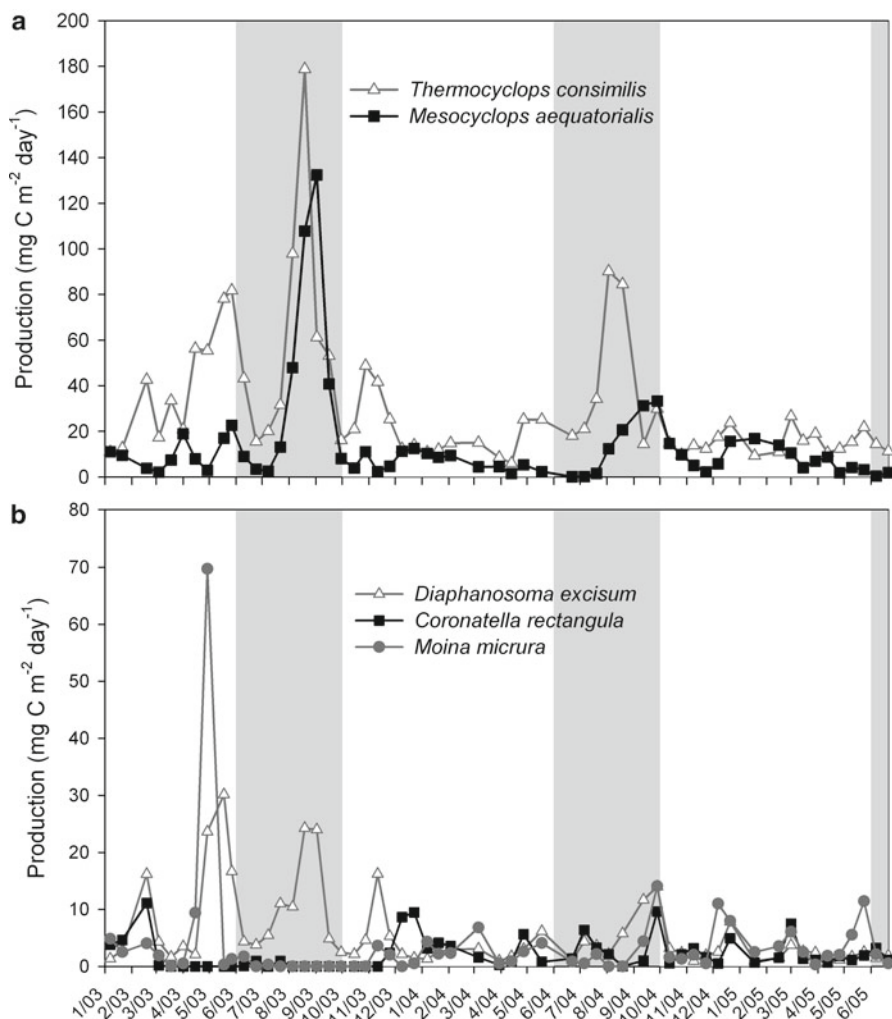 a
200
180
160
140
120
100
80
60
40
20
0
Production (mg C m-2 day-1)
Thermocyclops consimilis
Mesocyclops aequatorialis
b
80
70
60
50
40
30
20
10
0
Production (mg C m-2 day-1)
Diaphanosoma excisum
Coronatella rectangula
Moina micrura
1/03 2/03 3/03 4/03 5/03 6/03 7/03 8/03 9/03 10/03 11/03 12/03 1/04 2/04 3/04 4/04 5/04 6/04 7/04 8/04 9/04 10/04 11/04 12/04 1/05 2/05 3/05 4/05 5/05 6/05